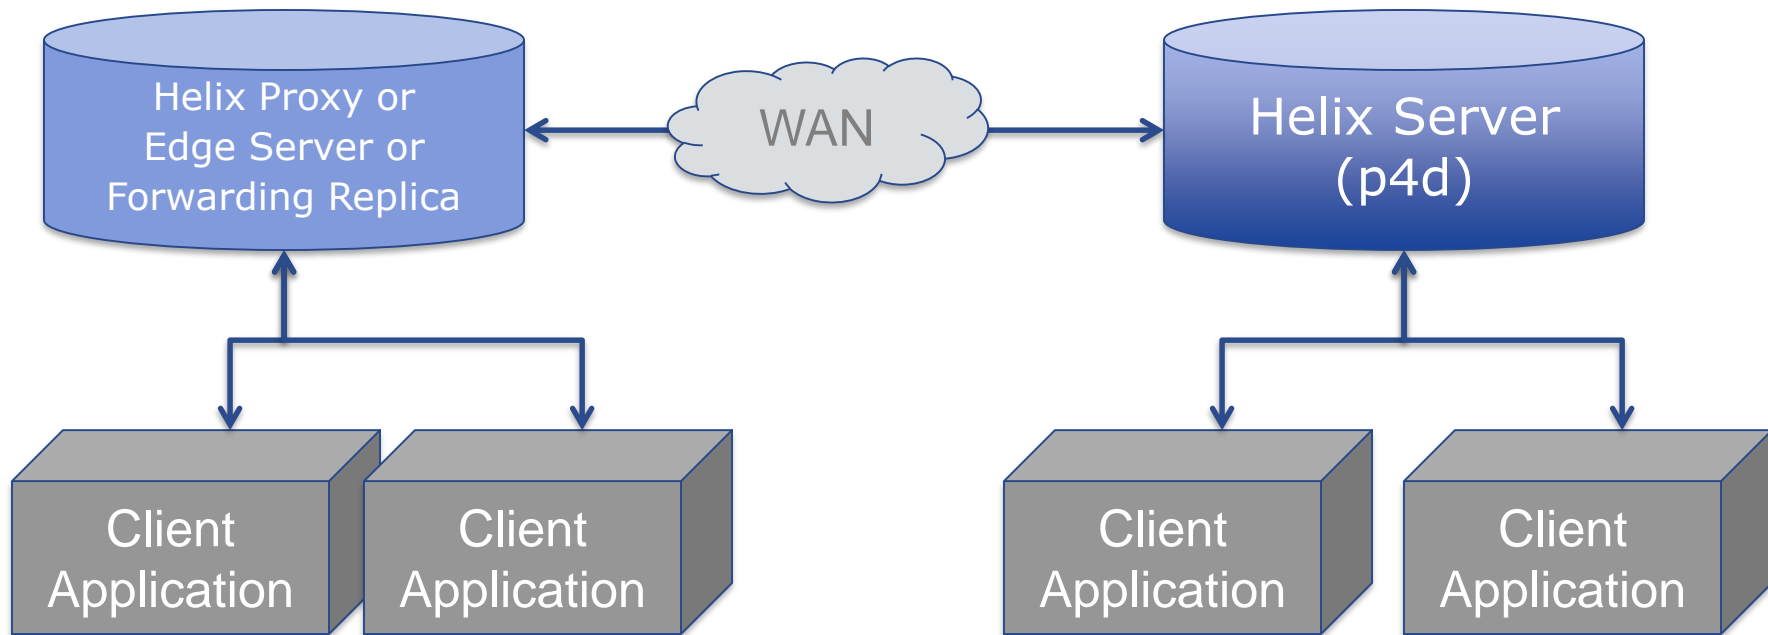 Helix Proxy or
Edge Server or
Forwarding Replica
WAN
Helix Server
(p4d)
Client
Application
Client
Application
Client
Application
Client
Application